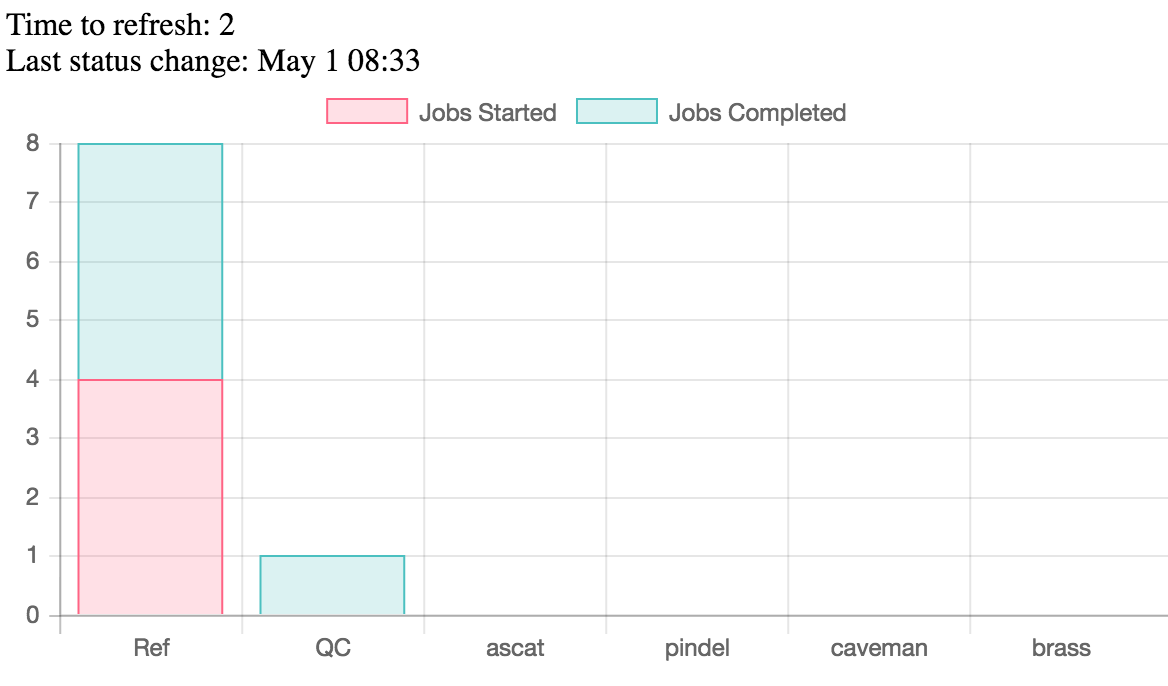 Time to refresh: 2
Last status change: May 1 08:33
Jobs Started Jobs Completed
8
7
6
5
4
3
2
1
0
Ref QC ascat pindel caveman brass